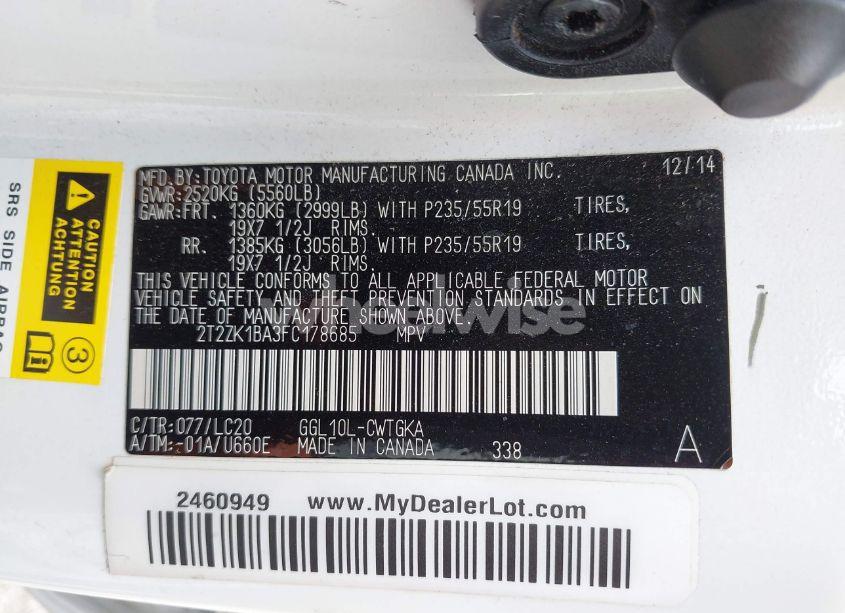 MFD.BY:TOYOTA MOTOR MANUFACTURING CANADA INC. 12/14
GVWR:2520KG (5560LB)
GAWR:FRT. 1360KG (2999LB) WITH P235/55R19 TIRES,
19X7 1/2J RIMS.
RR. 1385KG (3056LB) WITH P235/55R19 TIRES,
19X7 1/2J RIMS.
THIS VEHICLE CONFORMS TO ALL APPLICABLE FEDERAL MOTOR
VEHICLE SAFETY AND THEFT PREVENTION STANDARDS IN EFFECT ON
THE DATE OF MANUFACTURE SHOWN ABOVE.
2T2ZK1BA3FC178685 MPV
C/TR:077/LC20 GGL10L-CWTGKA
A/TM:-01A/U660E MADE IN CANADA 338 A
2460949 www.MyDealerLot.com
CAUTION
ATTENTION
ACHTUNG
3
SRS SIDE AIRBAG
wheelwise